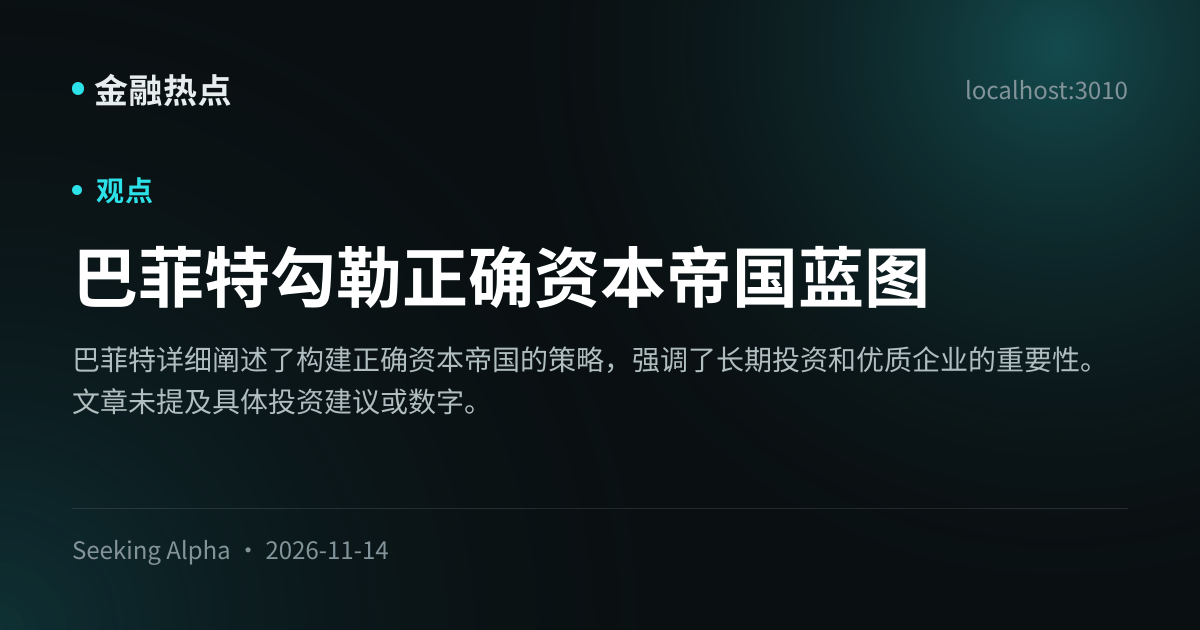 金融热点
localhost:3010
观点
巴菲特勾勒正确资本帝国蓝图
巴菲特详细阐述了构建正确资本帝国的策略，强调了长期投资和优质企业的重要性。
文章未提及具体投资建议或数字。
Seeking Alpha · 2026-11-14